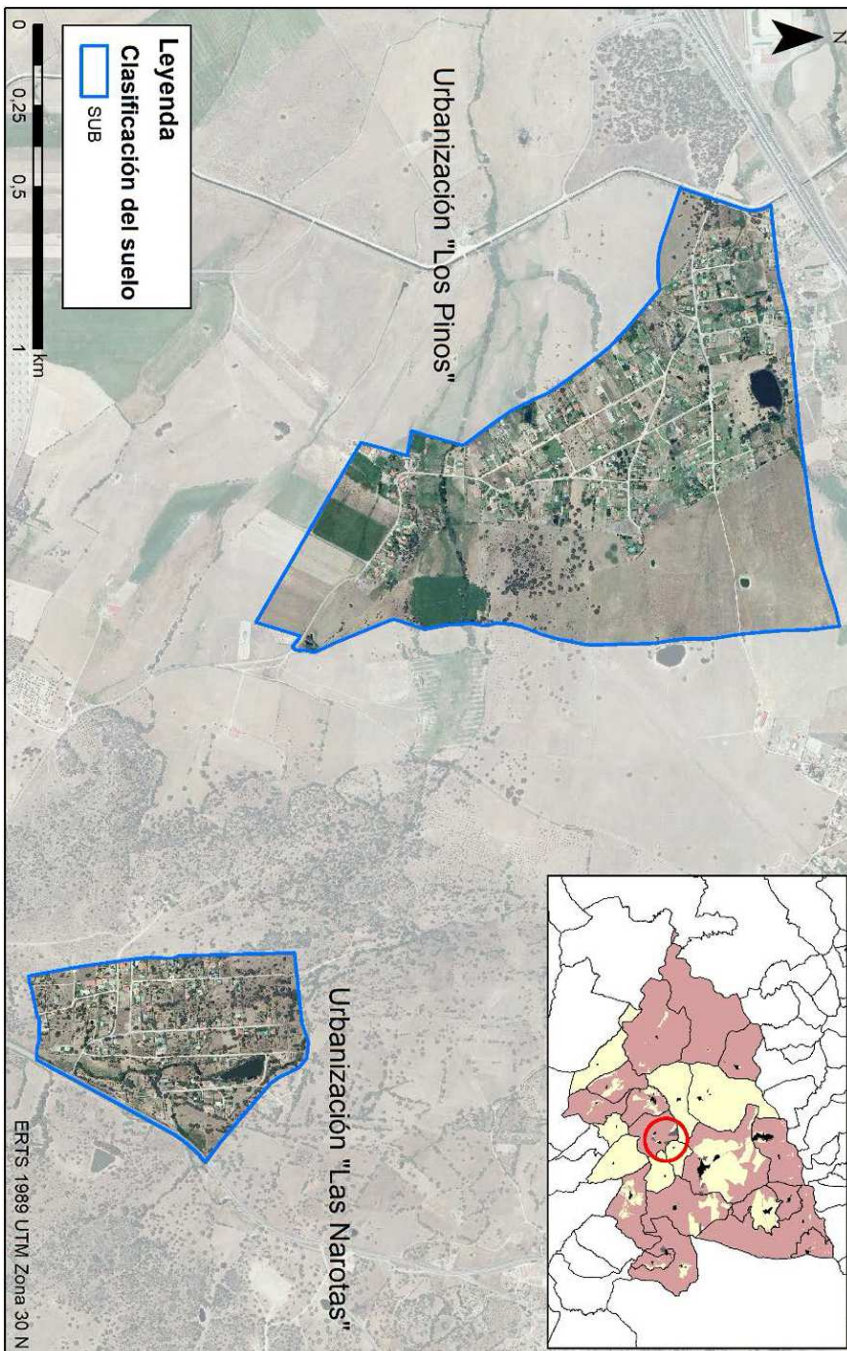 N
Urbanización "Los Pinos"
Urbanización "Las Narotas"
Leyenda
Clasificación del suelo
SUB
0 0,25 0,5 1
km
ERTS 1989 UTM Zona 30 N